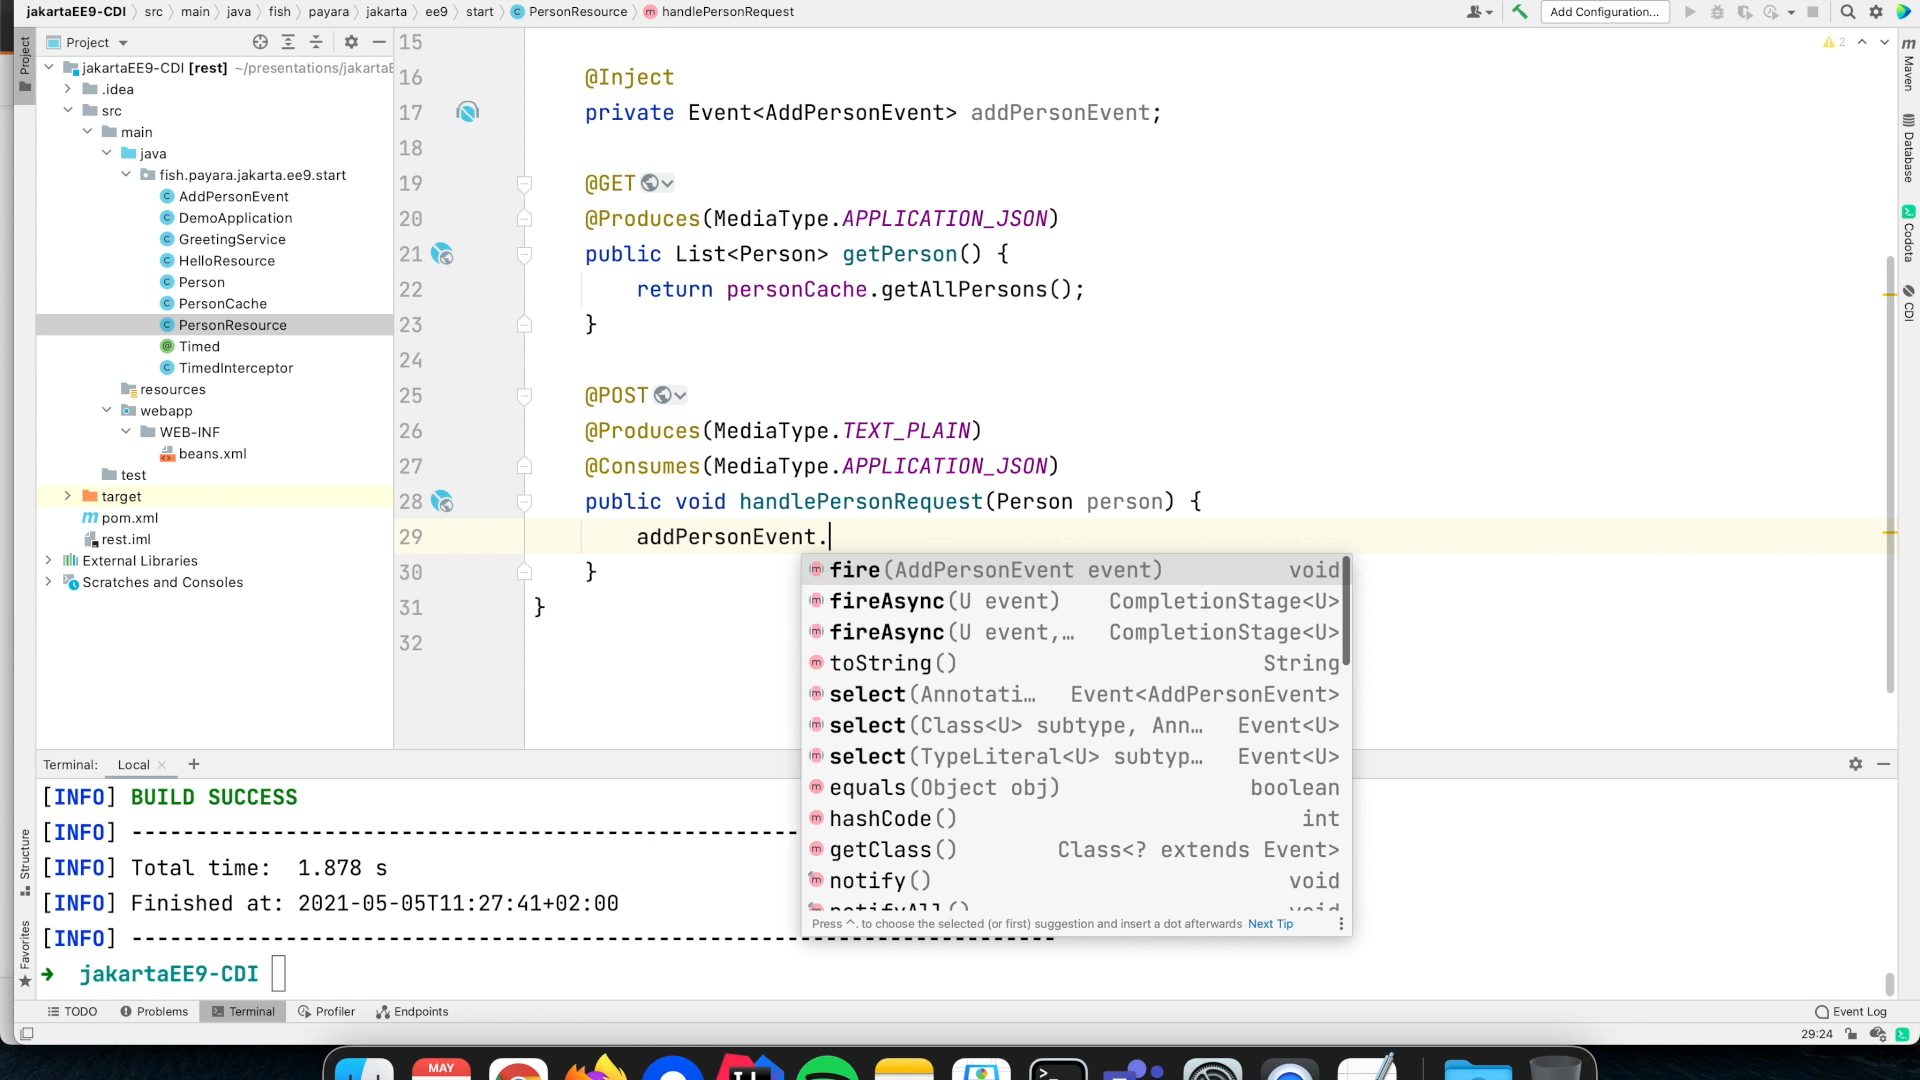 jakartaEE9-CDI src main java fish payara jakarta ee9 start PersonResource handlePersonRequest
Add Configuration...
Project
15
2
Project
Maven
Database
Codota
CDI
Structure
Favorites
jakartaEE9-CDI [rest] ~/presentations/jakartaE
.idea
src
main
java
fish.payara.jakarta.ee9.start
AddPersonEvent
DemoApplication
GreetingService
HelloResource
Person
PersonCache
PersonResource
Timed
TimedInterceptor
resources
webapp
WEB-INF
beans.xml
test
target
pom.xml
rest.iml
External Libraries
Scratches and Consoles
16 @Inject
17 private Event<AddPersonEvent> addPersonEvent;
18
19 @GET
20 @Produces(MediaType.APPLICATION_JSON)
21 public List<Person> getPerson() {
22 return personCache.getAllPersons();
23 }
24
25 @POST
26 @Produces(MediaType.TEXT_PLAIN)
27 @Consumes(MediaType.APPLICATION_JSON)
28 public void handlePersonRequest(Person person) {
29 addPersonEvent.
30 }
31 }
32
fire(AddPersonEvent event) void
fireAsync(U event) CompletionStage<U>
fireAsync(U event,… CompletionStage<U>
toString() String
select(Annotati… Event<AddPersonEvent>
select(Class<U> subtype, Ann… Event<U>
select(TypeLiteral<U> subtyp… Event<U>
equals(Object obj) boolean
hashCode() int
getClass() Class<? extends Event>
notify() void
notifyAll() void
Press ^. to choose the selected (or first) suggestion and insert a dot afterwards Next Tip
Terminal: Local
[INFO] BUILD SUCCESS
[INFO] ------------------------------------------------------------------------
[INFO] Total time:  1.878 s
[INFO] Finished at: 2021-05-05T11:27:41+02:00
[INFO] ------------------------------------------------------------------------
→ jakartaEE9-CDI
TODO Problems Terminal Profiler Endpoints Event Log
29:24
MAY